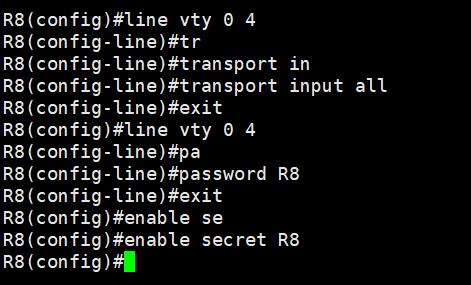 R8(config)#line vty 0 4
R8(config-line)#tr
R8(config-line)#transport in
R8(config-line)#transport input all
R8(config-line)#exit
R8(config)#line vty 0 4
R8(config-line)#pa
R8(config-line)#password R8
R8(config-line)#exit
R8(config)#enable se
R8(config)#enable secret R8
R8(config)#